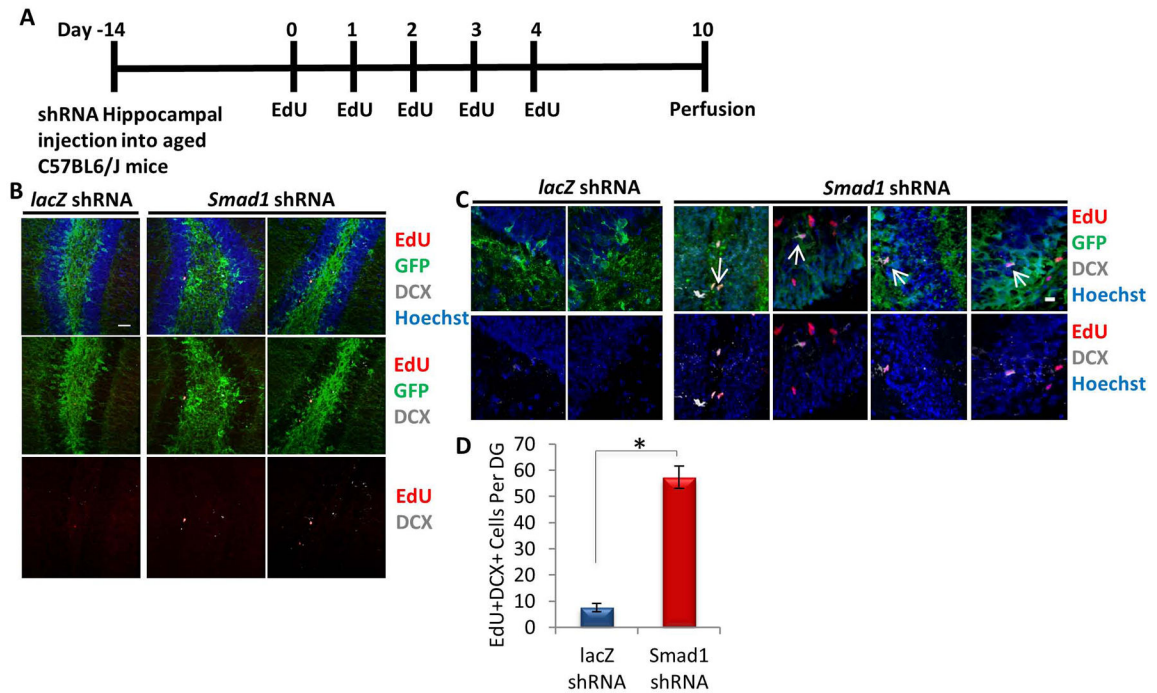 A
Day -14 0 1 2 3 4 10
EdU EdU EdU EdU EdU Perfusion
shRNA Hippocampal
injection into aged
C57BL6/J mice
B
lacZ shRNA Smad1 shRNA
EdU
GFP
DCX
Hoechst
EdU
GFP
DCX
EdU
DCX
C
lacZ shRNA Smad1 shRNA
EdU
GFP
DCX
Hoechst
EdU
DCX
Hoechst
D
EdU+DCX+ Cells Per DG
70
60
50
40
30
20
10
0
*
lacZ
shRNA
Smad1
shRNA